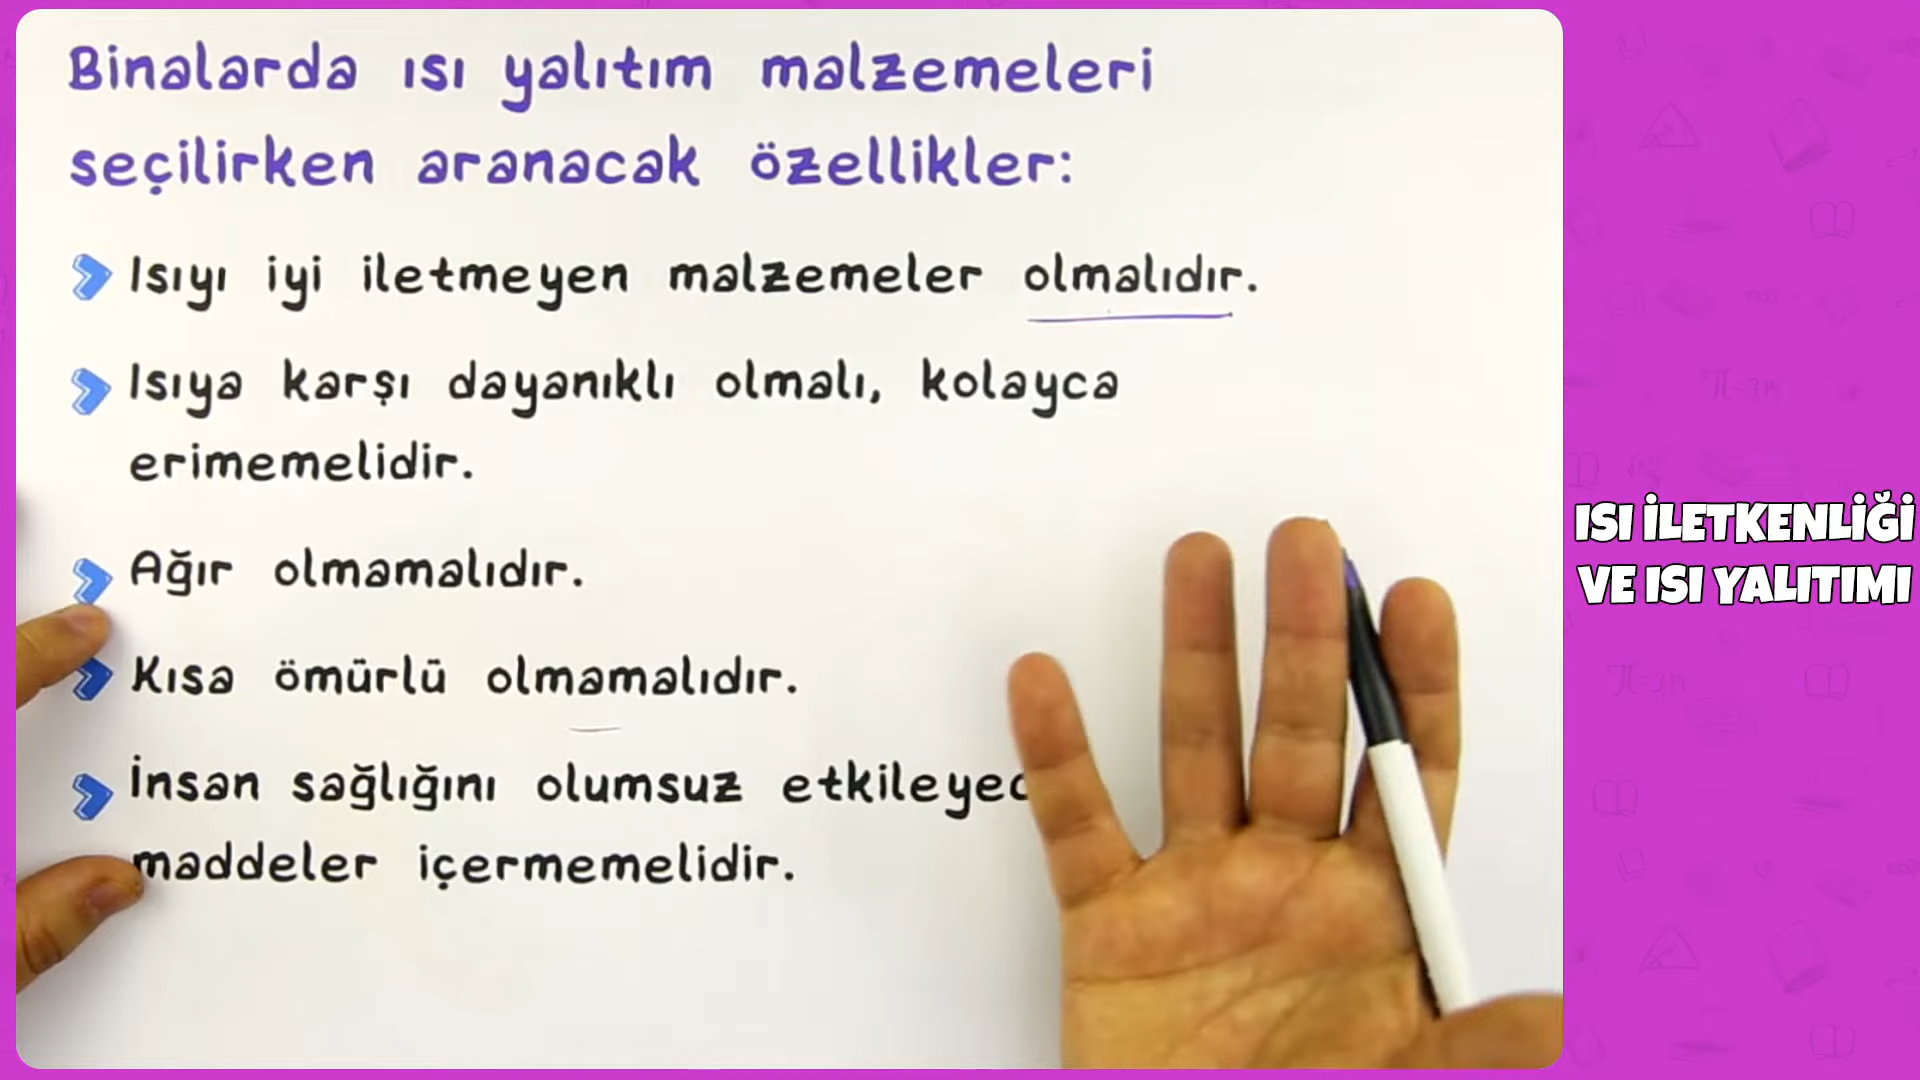 Binalarda ısı yalıtım malzemeleri
seçilirken aranacak özellikler:
Isıyı iyi iletmeyen malzemeler olmalıdır.
Isıya karşı dayanıklı olmalı, kolayca
erimemelidir.
Ağır olmamalıdır.
Kısa ömürlü olmamalıdır.
İnsan sağlığını olumsuz
maddeler içermemelidir.
ISI İLETKENLİĞİ
VE ISI YALITIMI